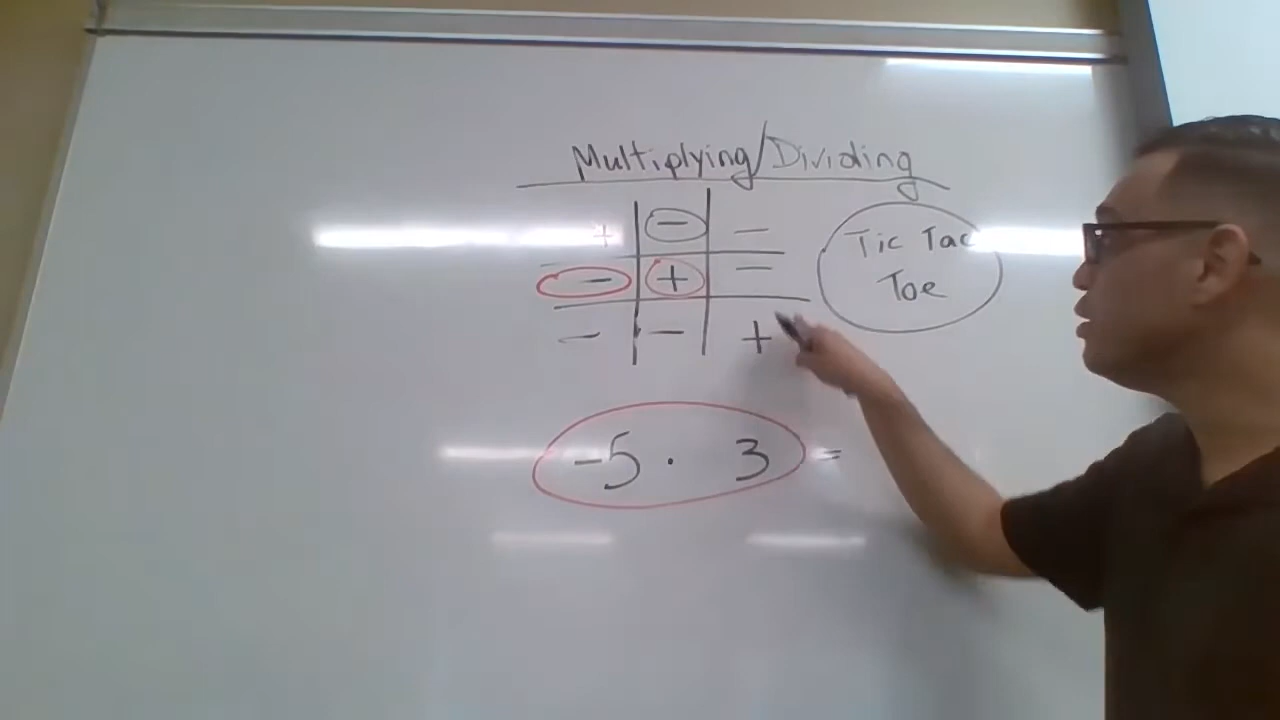 Multiplying/Dividing
+ − −
− + −
− − +
Tic Tac
Toe
-5 · 3 =